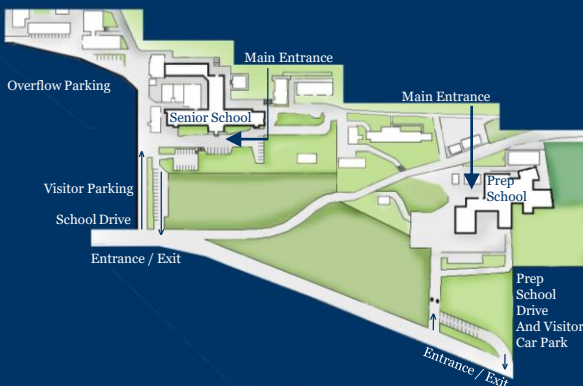 Main Entrance
Overflow Parking
Main Entrance
Senior School
Visitor Parking
Prep
School
School Drive
Entrance / Exit
Prep
School
Drive
And Visitor
Car Park
Entrance / Exit